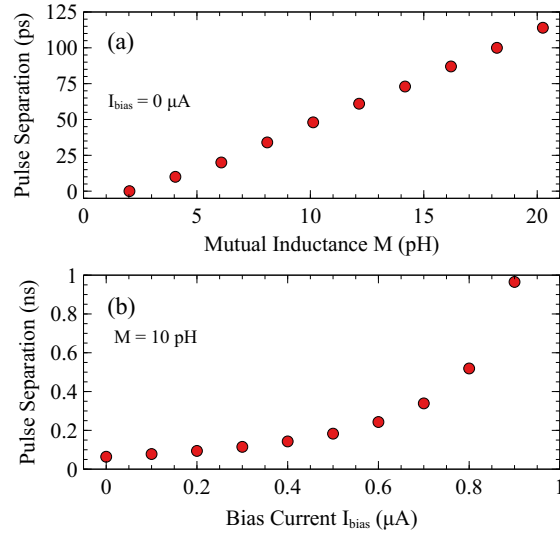 125
(a)
100
75
I_bias = 0 μA
50
25
0
Pulse Separation (ps)
0 5 10 15 20
Mutual Inductance M (pH)
1
(b)
0.8
M = 10 pH
0.6
0.4
0.2
0
Pulse Separation (ns)
0 0.2 0.4 0.6 0.8 1
Bias Current I_bias (μA)